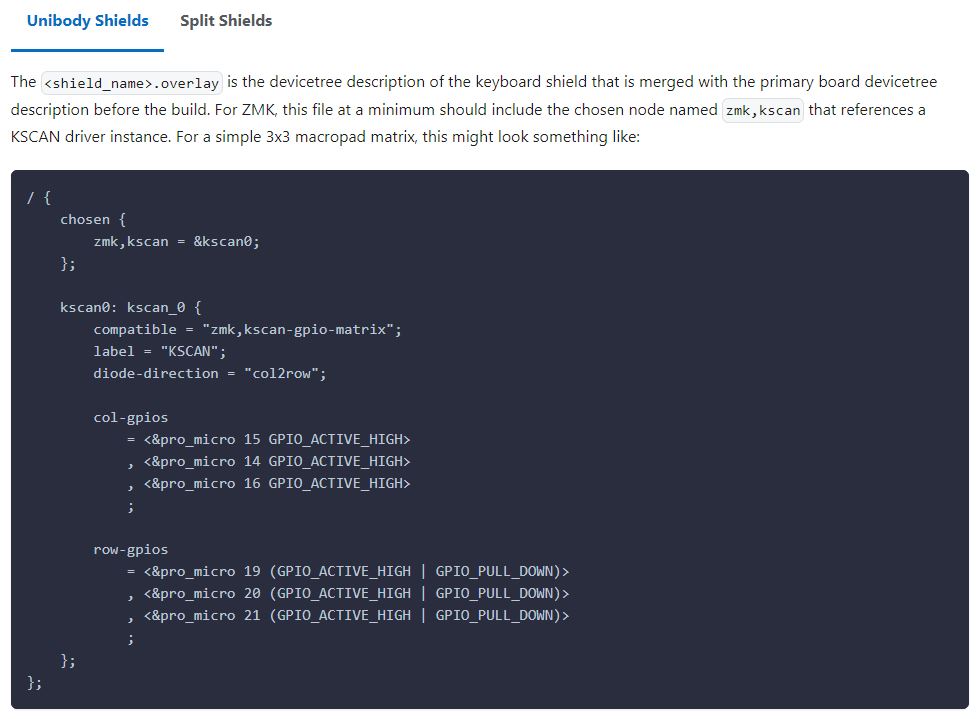 Unibody Shields Split Shields
The <shield_name>.overlay is the devicetree description of the keyboard shield that is merged with the primary board devicetree
description before the build. For ZMK, this file at a minimum should include the chosen node named zmk,kscan that references a
KSCAN driver instance. For a simple 3x3 macropad matrix, this might look something like:
/ {
    chosen {
        zmk,kscan = &kscan0;
    };

    kscan0: kscan_0 {
        compatible = "zmk,kscan-gpio-matrix";
        label = "KSCAN";
        diode-direction = "col2row";

        col-gpios
            = <&pro_micro 15 GPIO_ACTIVE_HIGH>
            , <&pro_micro 14 GPIO_ACTIVE_HIGH>
            , <&pro_micro 16 GPIO_ACTIVE_HIGH>
            ;

        row-gpios
            = <&pro_micro 19 (GPIO_ACTIVE_HIGH | GPIO_PULL_DOWN)>
            , <&pro_micro 20 (GPIO_ACTIVE_HIGH | GPIO_PULL_DOWN)>
            , <&pro_micro 21 (GPIO_ACTIVE_HIGH | GPIO_PULL_DOWN)>
            ;
    };
};